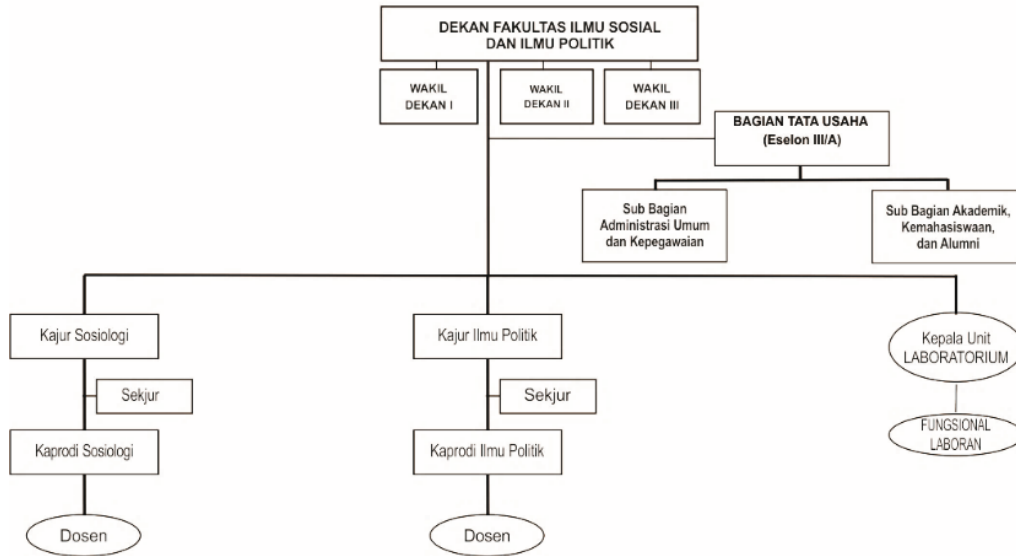 DEKAN FAKULTAS ILMU SOSIAL
DAN ILMU POLITIK
WAKIL
DEKAN I
WAKIL
DEKAN II
WAKIL
DEKAN III
BAGIAN TATA USAHA
(Eselon III/A)
Sub Bagian
Administrasi Umum
dan Kepegawaian
Sub Bagian Akademik,
Kemahasiswaan,
dan Alumni
Kajur Sosiologi
Kajur Ilmu Politik
Kepala Unit
LABORATORIUM
Sekjur
Sekjur
FUNGSIONAL
LABORAN
Kaprodi Sosiologi
Kaprodi Ilmu Politik
Dosen
Dosen